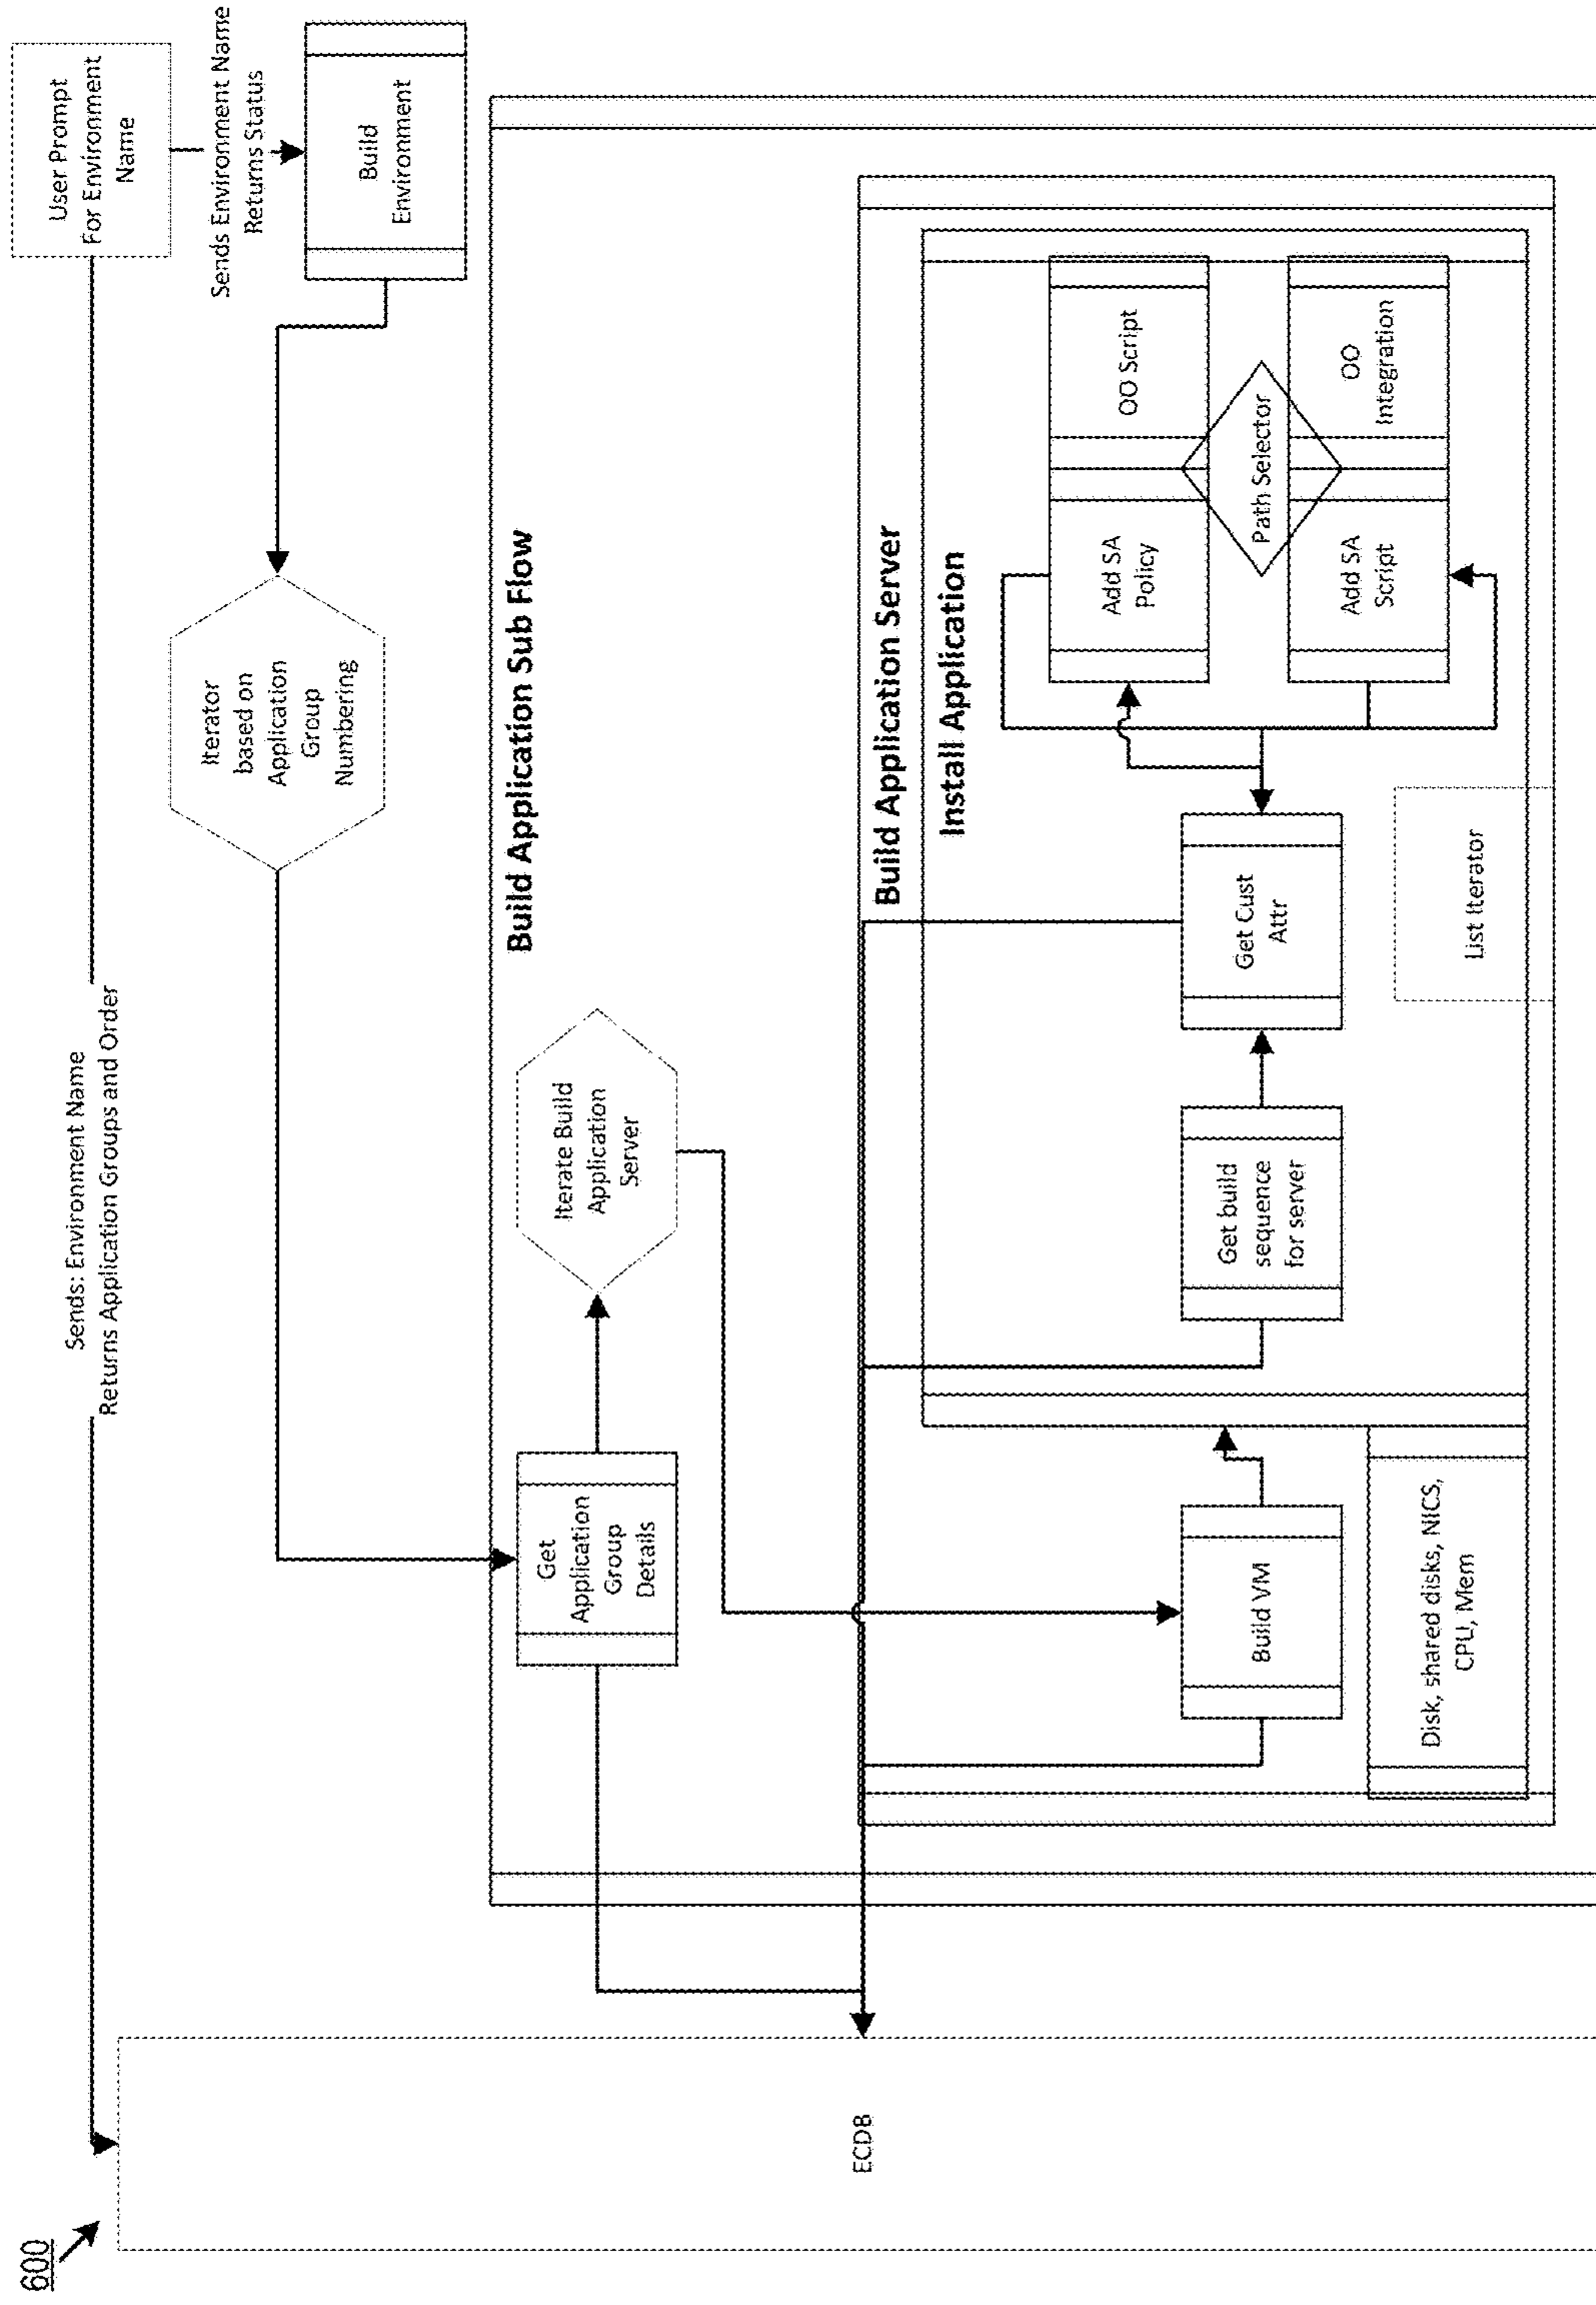 600
Sends: Environment Name
Returns Application Groups and Order
User Prompt
For Environment
Name
Sends Environment Name
Returns Status
Build
Environment
Iterator
based on
Application
Group
Numbering
ECDB
Build Application Sub Flow
Get
Application
Group
Details
Iterate Build
Application
Server
Build Application Server
Install Application
Build VM
Disk, shared disks, NICS,
CPU, Mem
Get build
sequence
for server
Get Cust
Attr
List Iterator
Add SA
Policy
OO Script
Path Selector
Add SA
Script
OO
Integration